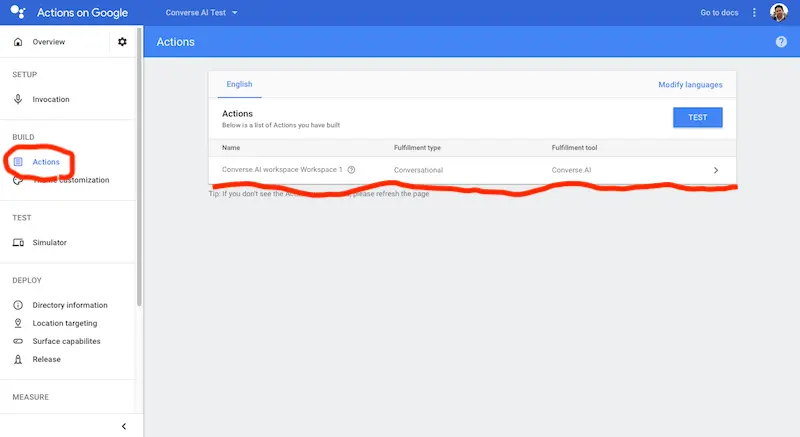 Actions on Google
Converse AI Test
Go to docs
Overview
Actions
SETUP
Invocation
BUILD
Actions
customization
TEST
Simulator
DEPLOY
Directory information
Location targeting
Surface capabilites
Release
MEASURE
English
Modify languages
Actions
Below is a list of Actions you have built
TEST
Name Fulfillment type Fulfillment tool
Converse.AI workspace Workspace 1 Conversational Converse.AI
Tip: If you don't see the please refresh the page